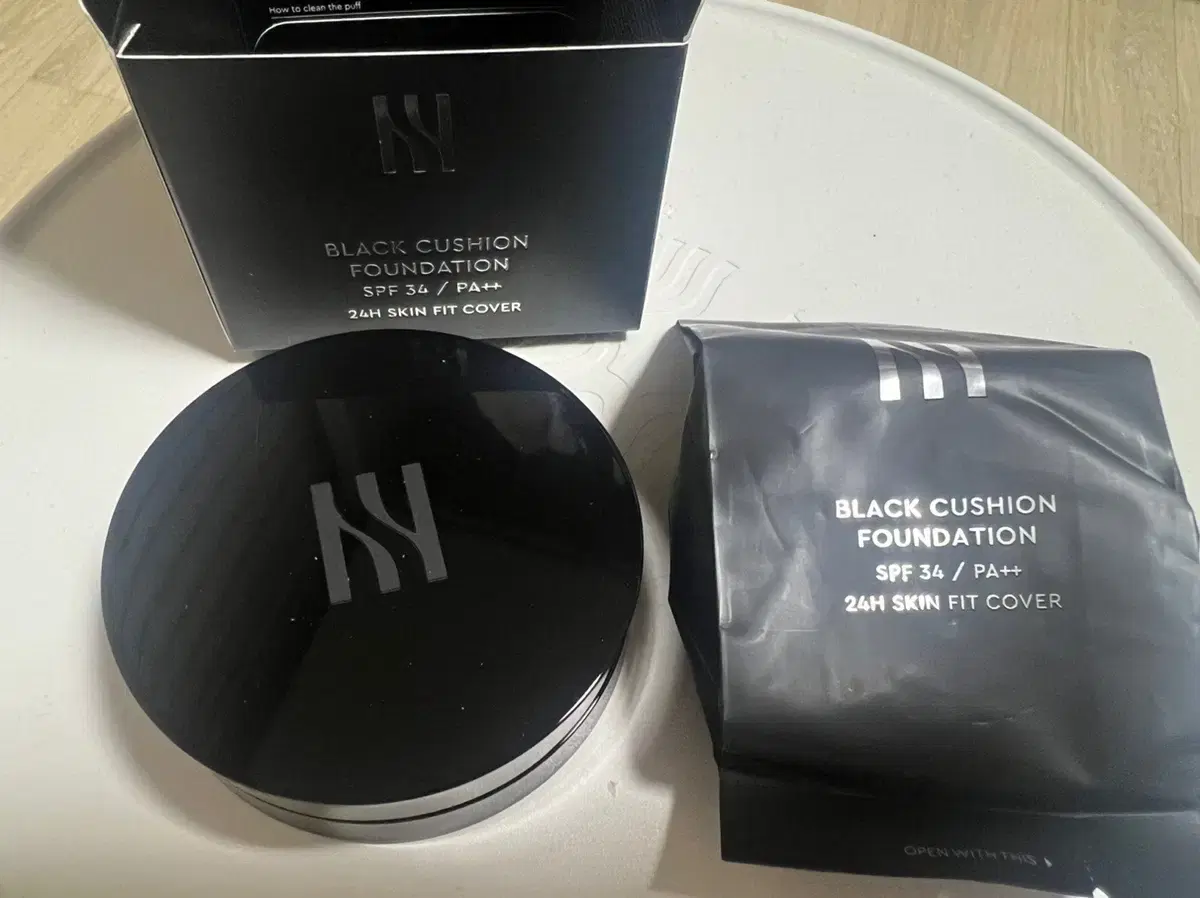 How to clean the puff
BLACK CUSHION
FOUNDATION
SPF 34 / PA++
24H SKIN FIT COVER
BLACK CUSHION
FOUNDATION
SPF 34 / PA++
24H SKIN FIT COVER
OPEN WITH THIS